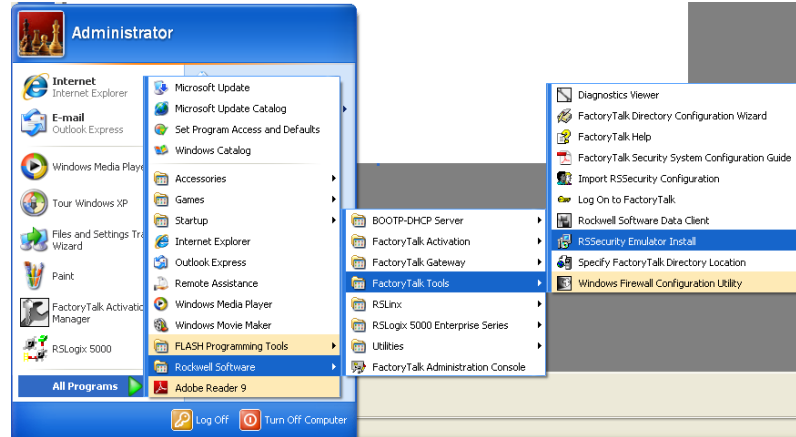 Administrator
Internet
Internet Explorer
E-mail
Outlook Express
Windows Media Playe
Tour Windows XP
Files and Settings Tra
Wizard
Paint
FactoryTalk Activatio
Manager
RSLogix 5000
All Programs
Log Off
Turn Off Computer
Microsoft Update
Microsoft Update Catalog
Set Program Access and Defaults
Windows Catalog
Accessories
Games
Startup
Internet Explorer
Outlook Express
Remote Assistance
Windows Media Player
Windows Movie Maker
FLASH Programming Tools
Rockwell Software
Adobe Reader 9
BOOTP-DHCP Server
FactoryTalk Activation
FactoryTalk Gateway
FactoryTalk Tools
RSLinx
RSLogix 5000 Enterprise Series
Utilities
FactoryTalk Administration Console
Diagnostics Viewer
FactoryTalk Directory Configuration Wizard
FactoryTalk Help
FactoryTalk Security System Configuration Guide
Import RSSecurity Configuration
Log On to FactoryTalk
Rockwell Software Data Client
RSSecurity Emulator Install
Specify FactoryTalk Directory Location
Windows Firewall Configuration Utility